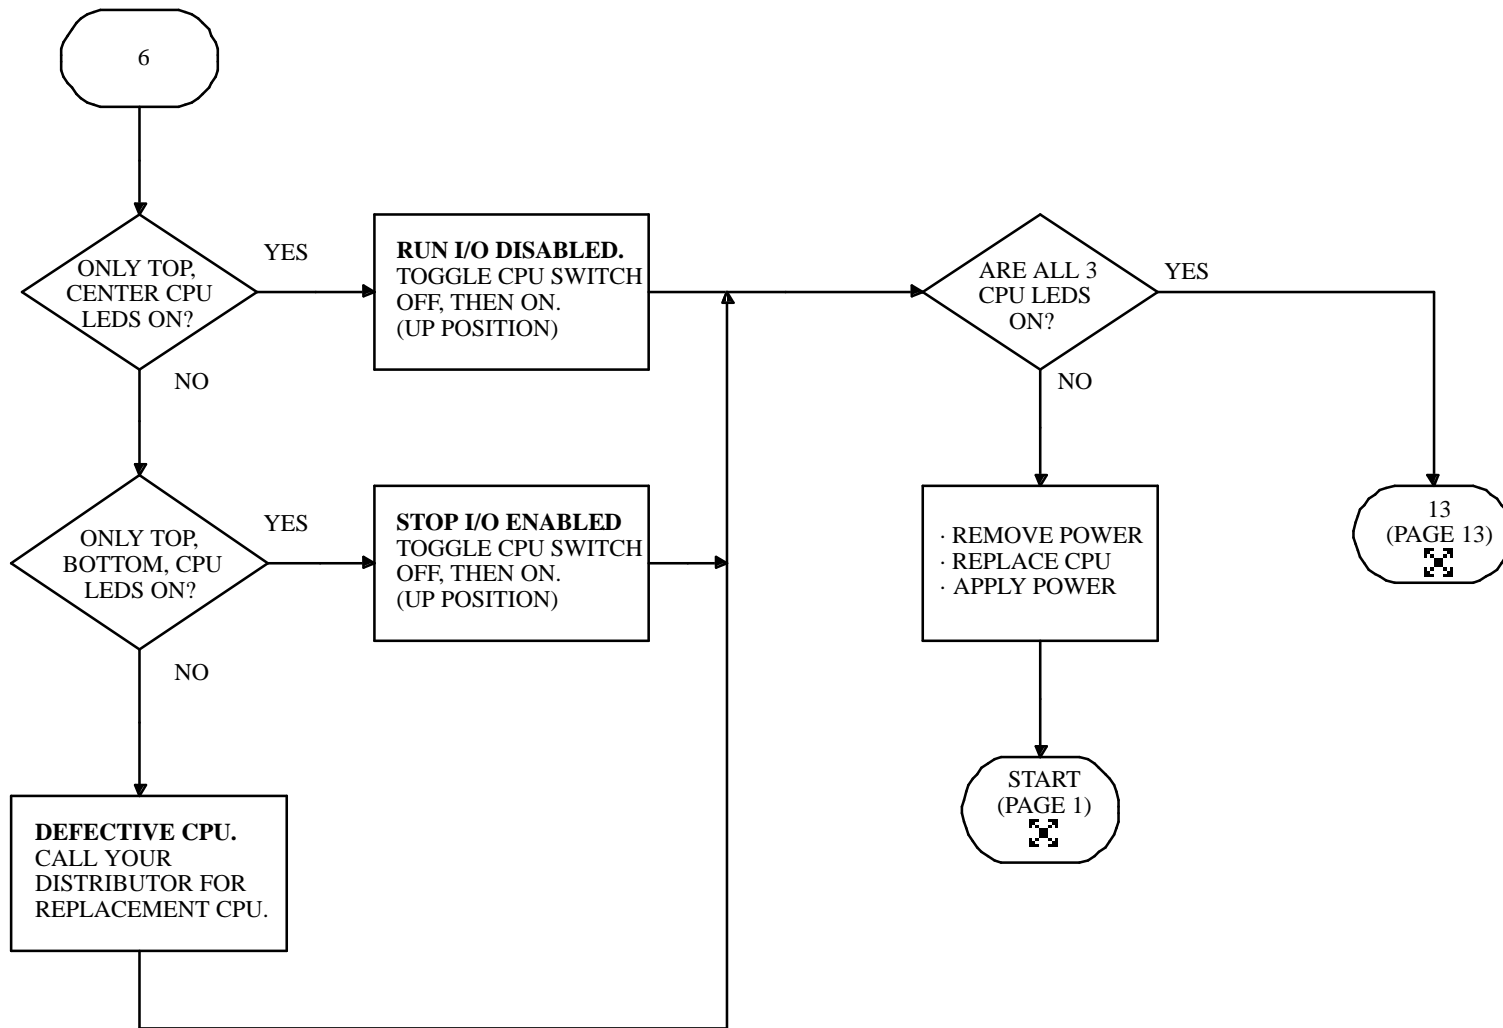 6
ONLY TOP,
CENTER CPU
LEDS ON?
YES
NO
RUN I/O DISABLED.
TOGGLE CPU SWITCH
OFF, THEN ON.
(UP POSITION)
ARE ALL 3
CPU LEDS
ON?
YES
NO
ONLY TOP,
BOTTOM, CPU
LEDS ON?
YES
NO
STOP I/O ENABLED
TOGGLE CPU SWITCH
OFF, THEN ON.
(UP POSITION)
· REMOVE POWER
· REPLACE CPU
· APPLY POWER
13
(PAGE 13)
START
(PAGE 1)
DEFECTIVE CPU.
CALL YOUR
DISTRIBUTOR FOR
REPLACEMENT CPU.